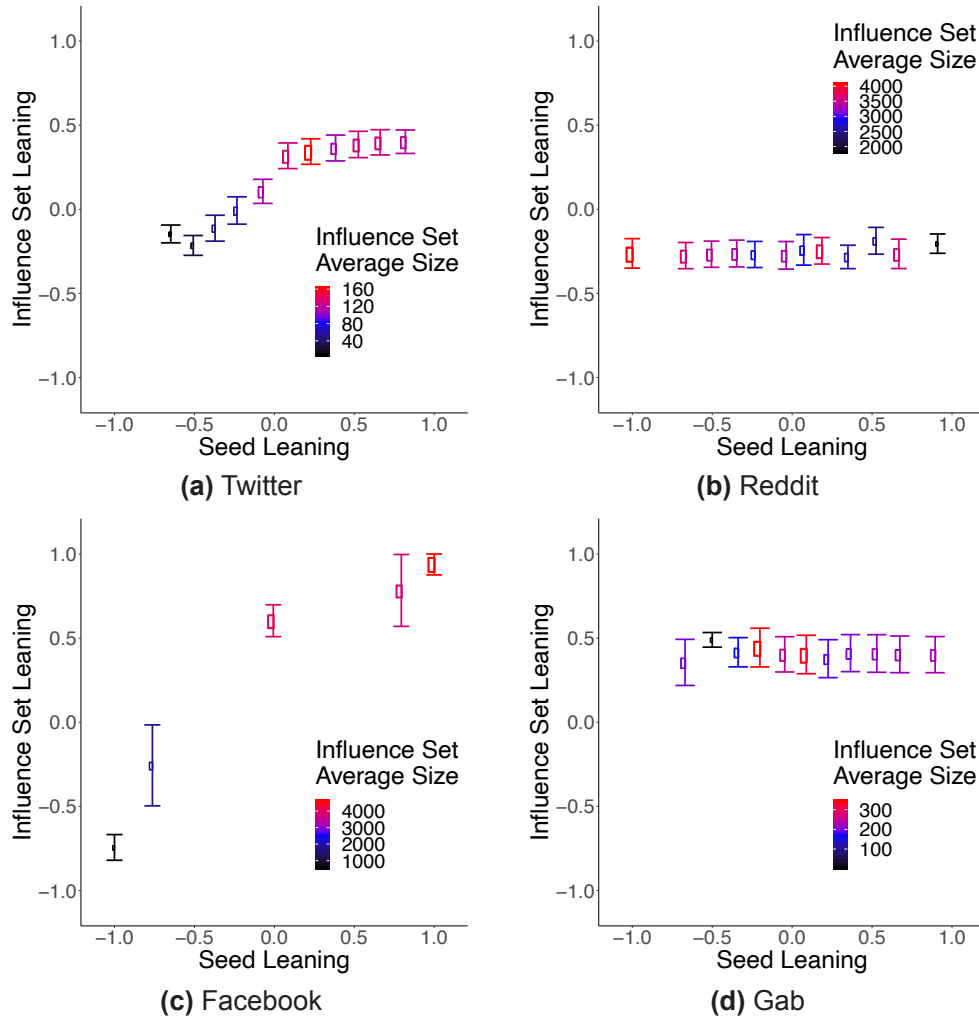 1.0
0.5
0.0
−0.5
−1.0
Influence Set Leaning
Influence Set
Average Size
160
120
80
40
−1.0 −0.5 0.0 0.5 1.0
Seed Leaning
(a) Twitter
1.0
0.5
0.0
−0.5
−1.0
Influence Set Leaning
Influence Set
Average Size
4000
3500
3000
2500
2000
−1.0 −0.5 0.0 0.5 1.0
Seed Leaning
(b) Reddit
1.0
0.5
0.0
−0.5
−1.0
Influence Set Leaning
Influence Set
Average Size
4000
3000
2000
1000
−1.0 −0.5 0.0 0.5 1.0
Seed Leaning
(c) Facebook
1.0
0.5
0.0
−0.5
−1.0
Influence Set Leaning
Influence Set
Average Size
300
200
100
−1.0 −0.5 0.0 0.5 1.0
Seed Leaning
(d) Gab